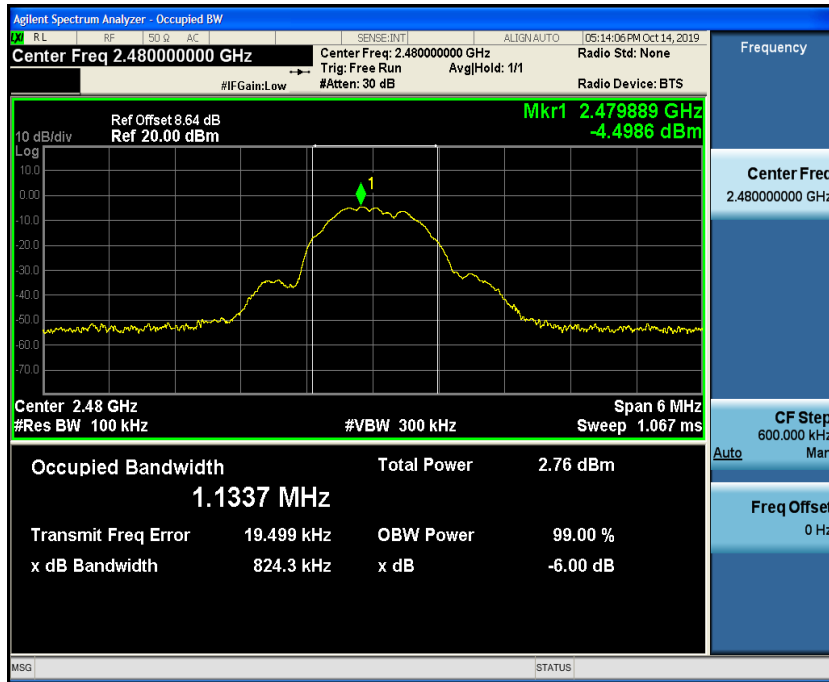 Agilent Spectrum Analyzer - Occupied BW
LXI RL RF 50 Ω AC SENSE:INT ALIGN AUTO 05:14:06 PM Oct 14, 2019
Center Freq 2.480000000 GHz
Center Freq: 2.480000000 GHz
Radio Std: None
Trig: Free Run Avg|Hold: 1/1
#IFGain:Low
#Atten: 30 dB
Radio Device: BTS
Frequency
Mkr1 2.479889 GHz
-4.4986 dBm
Ref Offset 8.64 dB
10 dB/div Ref 20.00 dBm
Log
10.0
0.00
-10.0
-20.0
-30.0
-40.0
-50.0
-60.0
-70.0
1
Center 2.48 GHz Span 6 MHz
#Res BW 100 kHz #VBW 300 kHz Sweep 1.067 ms
Occupied Bandwidth Total Power 2.76 dBm
1.1337 MHz
Transmit Freq Error 19.499 kHz OBW Power 99.00 %
x dB Bandwidth 824.3 kHz x dB -6.00 dB
Center Freq
2.480000000 GHz
CF Step
600.000 kHz
Auto Man
Freq Offset
0 Hz
MSG STATUS